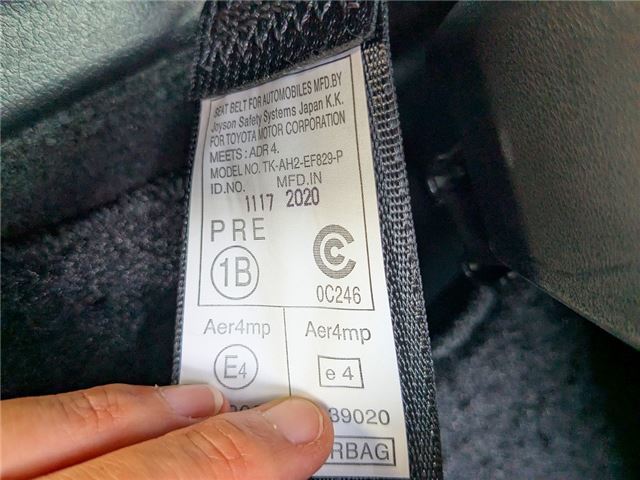 SEAT BELT FOR AUTOMOBILES MFD.BY
Joyson Safety Systems Japan K.K.
FOR TOYOTA MOTOR CORPORATION
MEETS : ADR 4.
MODEL NO. TK-AH2-EF829-P
ID.NO. MFD.IN
1117 2020
PRE
1B
0C246
Aer4mp Aer4mp
E4 e 4
39020
RBAG